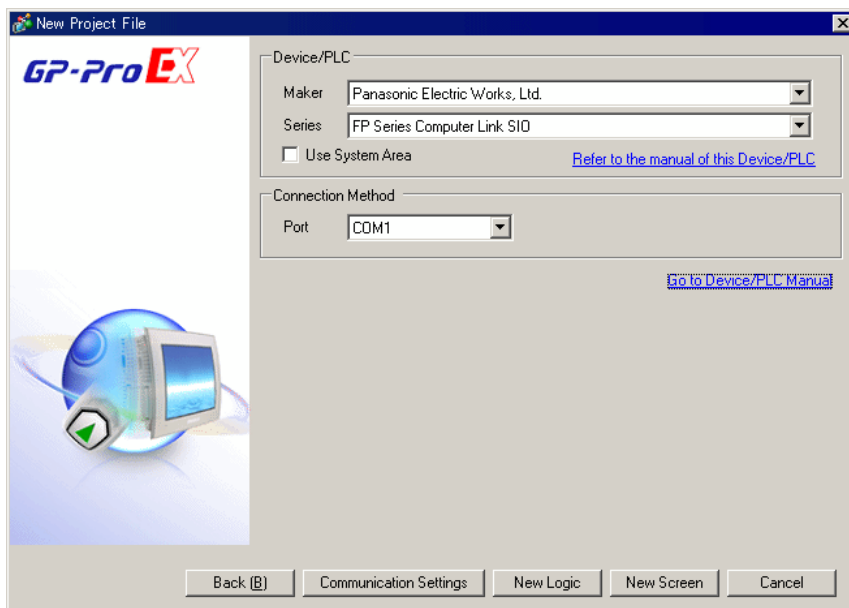 New Project File
GP-Pro EX
Device/PLC
Maker Panasonic Electric Works, Ltd.
Series FP Series Computer Link SIO
Use System Area Refer to the manual of this Device/PLC
Connection Method
Port COM1
Go to Device/PLC Manual
Back (B) Communication Settings New Logic New Screen Cancel